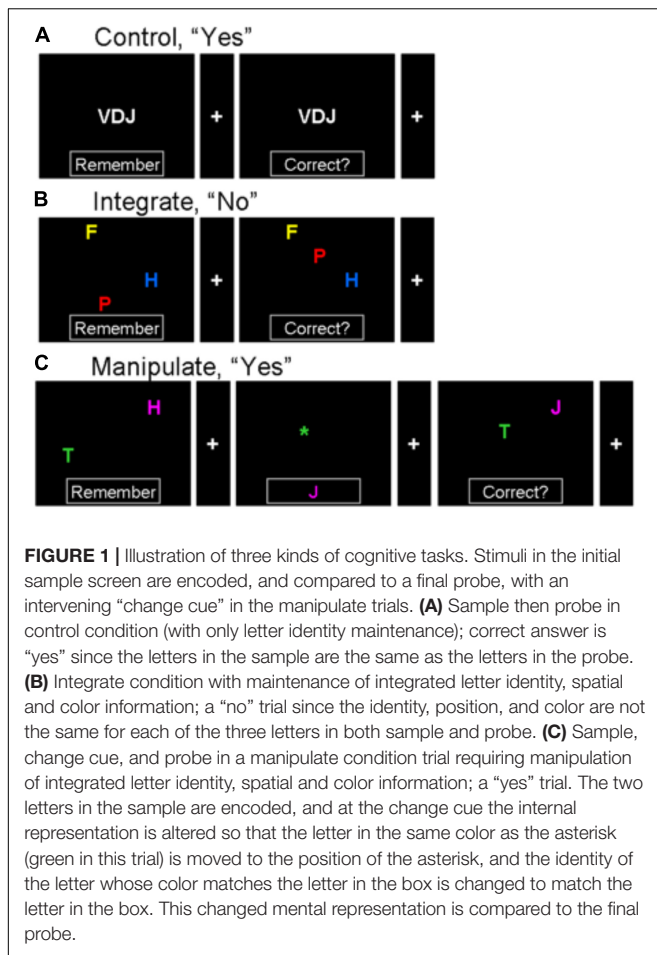 A Control, “Yes”
VDJ + VDJ +
Remember Correct?
B Integrate, “No”
F F
P
H + H +
P
Remember Correct?
C Manipulate, “Yes”
H J
T + * + T +
Remember J Correct?
FIGURE 1 | Illustration of three kinds of cognitive tasks. Stimuli in the initial
sample screen are encoded, and compared to a final probe, with an
intervening “change cue” in the manipulate trials. (A) Sample then probe in
control condition (with only letter identity maintenance); correct answer is
“yes” since the letters in the sample are the same as the letters in the probe.
(B) Integrate condition with maintenance of integrated letter identity, spatial
and color information; a “no” trial since the identity, position, and color are not
the same for each of the three letters in both sample and probe. (C) Sample,
change cue, and probe in a manipulate condition trial requiring manipulation
of integrated letter identity, spatial and color information; a “yes” trial. The two
letters in the sample are encoded, and at the change cue the internal
representation is altered so that the letter in the same color as the asterisk
(green in this trial) is moved to the position of the asterisk, and the identity of
the letter whose color matches the letter in the box is changed to match the
letter in the box. This changed mental representation is compared to the final
probe.